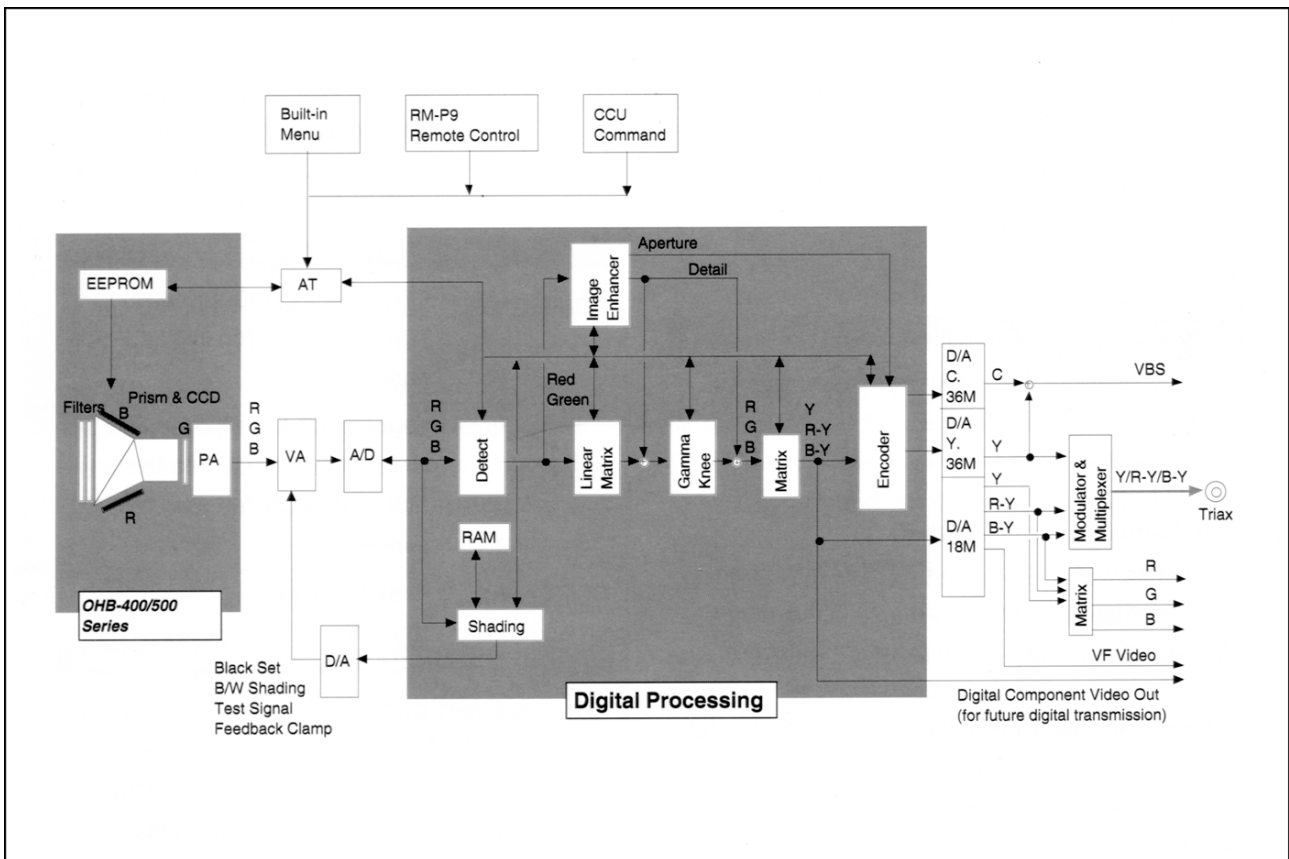 Built-in
Menu
RM-P9
Remote Control
CCU
Command
EEPROM
AT
Image
Enhancer
Aperture
Detail
Filters
B
Prism & CCD
G
PA
R
R
G
B
VA
A/D
R
G
B
Detect
Red
Green
Linear
Matrix
Gamma
Knee
R
G
B
Matrix
Y
R-Y
B-Y
Encoder
D/A
C.
36M
C
VBS
D/A
Y.
36M
Y
Y
R-Y
B-Y
D/A
18M
Modulator &
Multiplexer
Y/R-Y/B-Y
Triax
Matrix
R
G
B
VF Video
RAM
Shading
D/A
OHB-400/500
Series
Black Set
B/W Shading
Test Signal
Feedback Clamp
Digital Processing
Digital Component Video Out
(for future digital transmission)